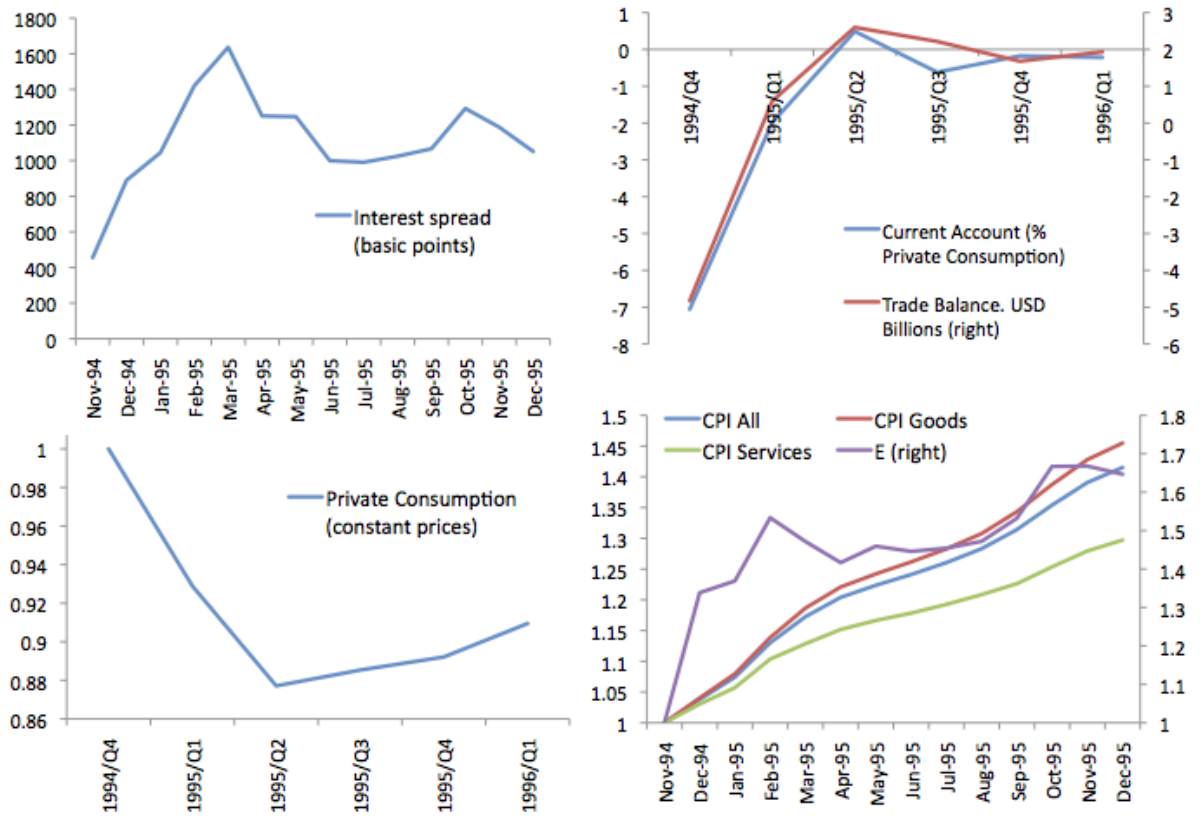 1800
1600
1400
1200
1000
800
600
400
200
0
Interest spread
(basic points)
Nov-94
Dec-94
Jan-95
Feb-95
Mar-95
Apr-95
May-95
Jun-95
Jul-95
Aug-95
Sep-95
Oct-95
Nov-95
Dec-95
1
0
-1
-2
-3
-4
-5
-6
-7
-8
3
2
1
0
-1
-2
-3
-4
-5
-6
1994/Q4
1995/Q1
1995/Q2
1995/Q3
1995/Q4
1996/Q1
Current Account (%
Private Consumption)
Trade Balance. USD
Billions (right)
1
0.98
0.96
0.94
0.92
0.9
0.88
0.86
Private Consumption
(constant prices)
1994/Q4
1995/Q1
1995/Q2
1995/Q3
1995/Q4
1996/Q1
1.5
1.45
1.4
1.35
1.3
1.25
1.2
1.15
1.1
1.05
1
CPI All
CPI Goods
CPI Services
E (right)
1.8
1.7
1.6
1.5
1.4
1.3
1.2
1.1
1
Nov-94
Dec-94
Jan-95
Feb-95
Mar-95
Apr-95
May-95
Jun-95
Jul-95
Aug-95
Sep-95
Oct-95
Nov-95
Dec-95